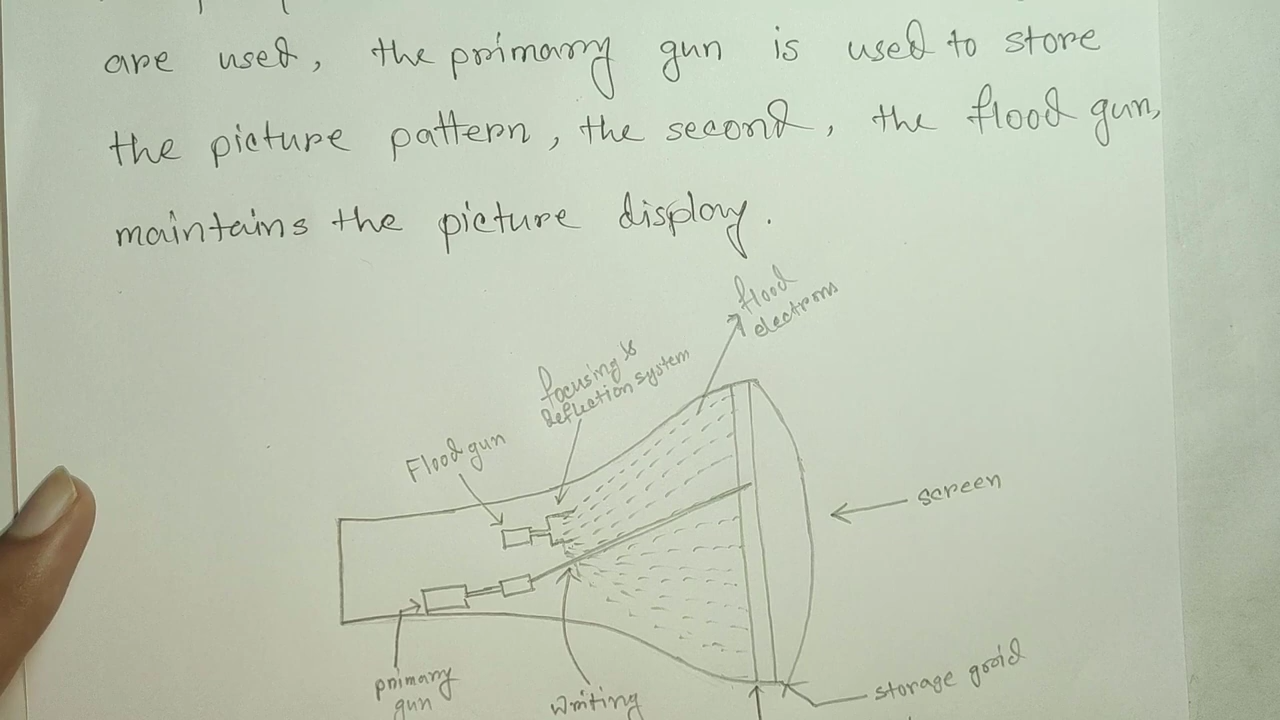 are used, the primary gun is used to store
the picture pattern, the second, the flood gun,
maintains the picture display.
flood
electrons
focusing &
deflection system
Flood gun
screen
storage grid
primary
gun
writing